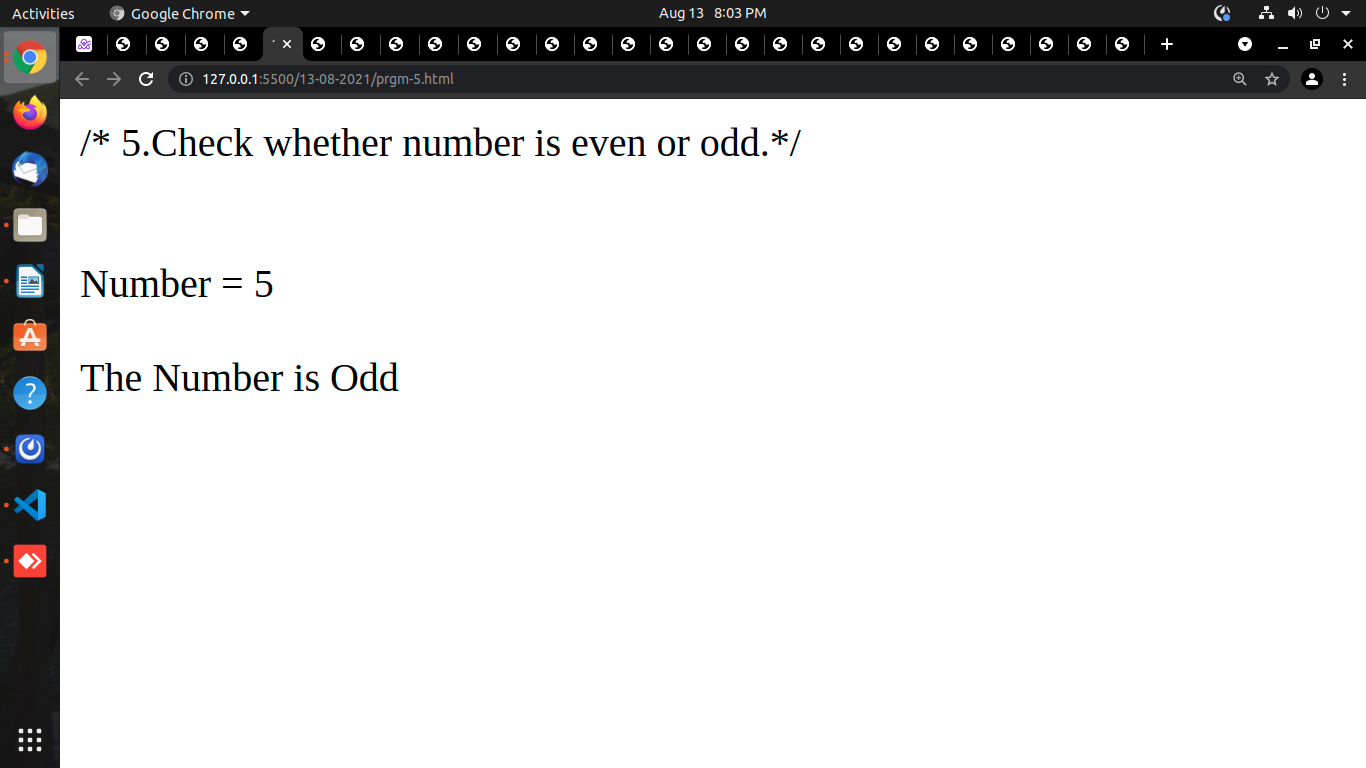 Activities Google Chrome Aug 13 8:03 PM
127.0.0.1:5500/13-08-2021/prgm-5.html
/* 5.Check whether number is even or odd.*/
Number = 5
The Number is Odd